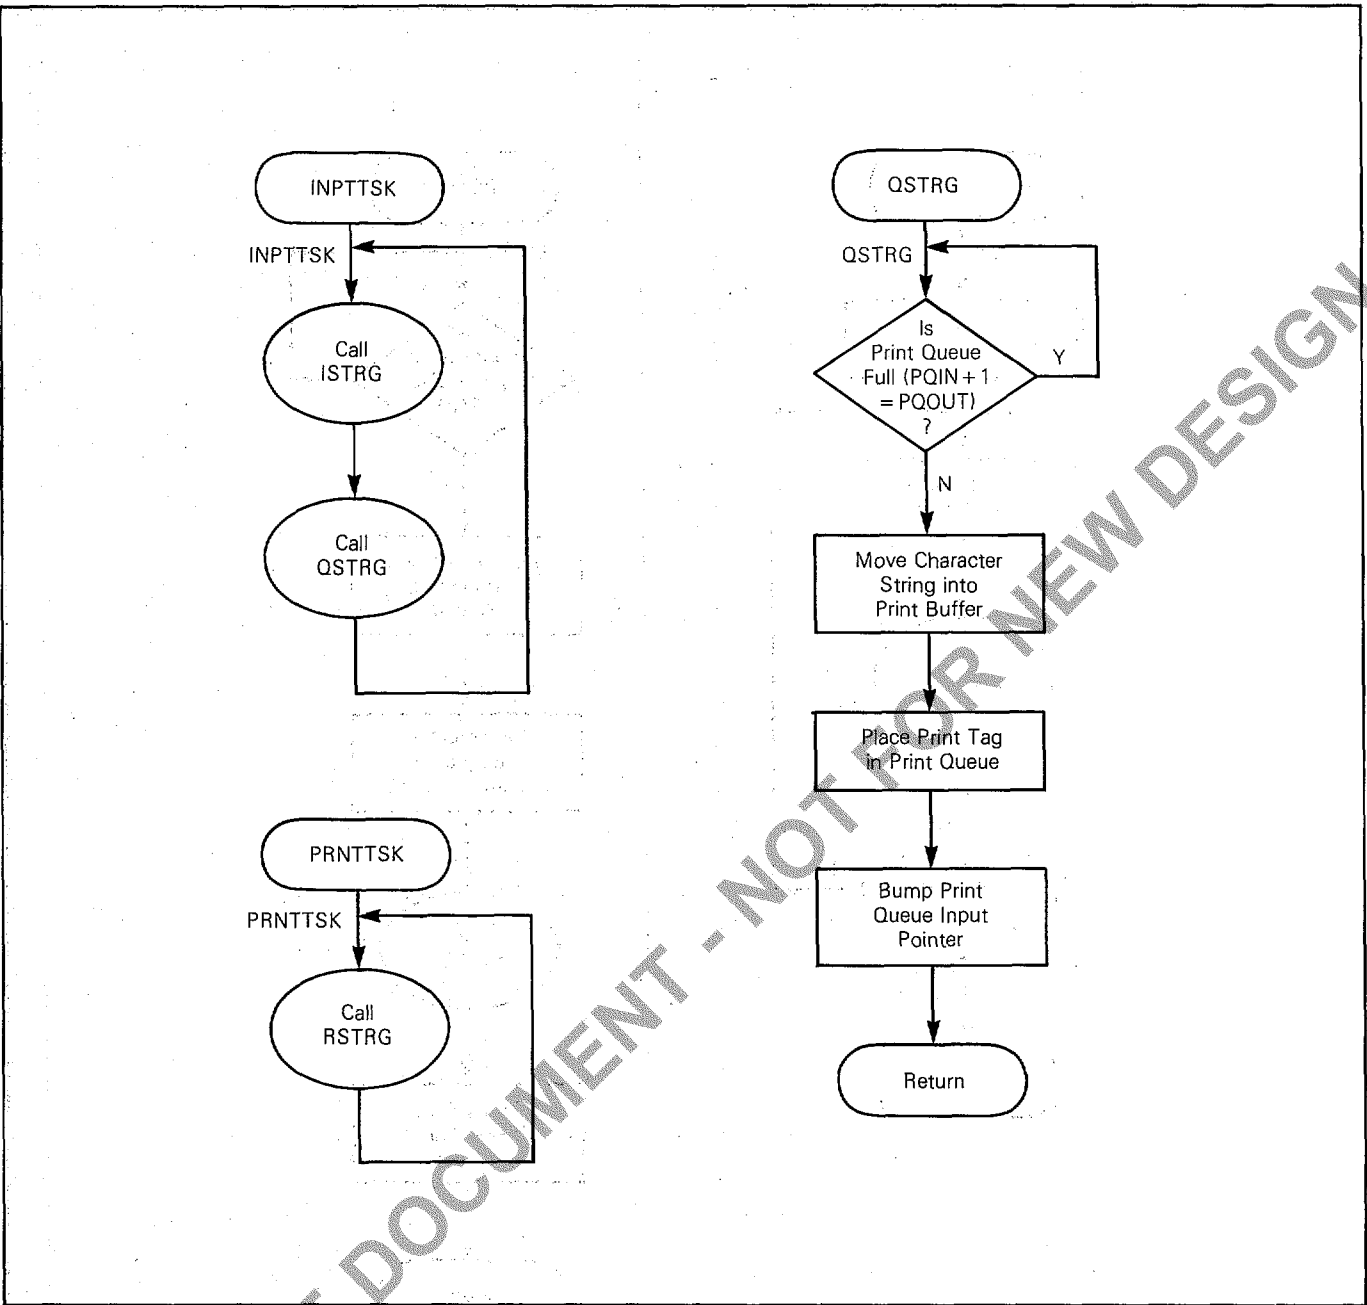 INPTTSK
INPTTSK
Call
ISTRG
Call
QSTRG
PRNTTSK
PRNTTSK
Call
RSTRG
QSTRG
QSTRG
Is
Print Queue
Full (PQIN + 1
= PQOUT)
?
Y
N
Move Character
String into
Print Buffer
Place Print Tag
in Print Queue
Bump Print
Queue Input
Pointer
Return
DOCUMENT - NOT FOR NEW DESIGN